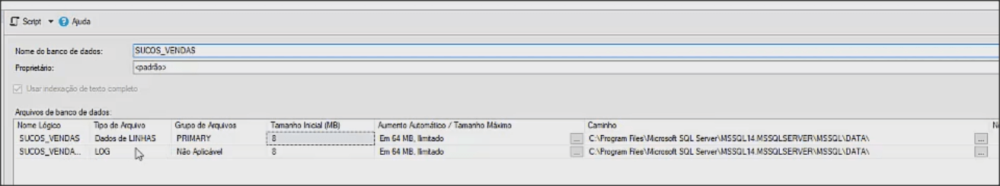 Script Ajuda
Nome do banco de dados: SUCOS_VENDAS
Proprietário: <padrão>
Usar indexação de texto completo
Arquivos de banco de dados:
Nome Lógico Tipo de Arquivo Grupo de Arquivos Tamanho Inicial (MB) Aumento Automático / Tamanho Máximo Caminho
SUCOS_VENDAS Dados de LINHAS PRIMARY 8 Em 64 MB, Ilimitado ... C:\Program Files\Microsoft SQL Server\MSSQL14.MSSQLSERVER\MSSQL\DATA\ ...
SUCOS_VENDA... LOG Não Aplicável 8 Em 64 MB, Ilimitado ... C:\Program Files\Microsoft SQL Server\MSSQL14.MSSQLSERVER\MSSQL\DATA\ ...